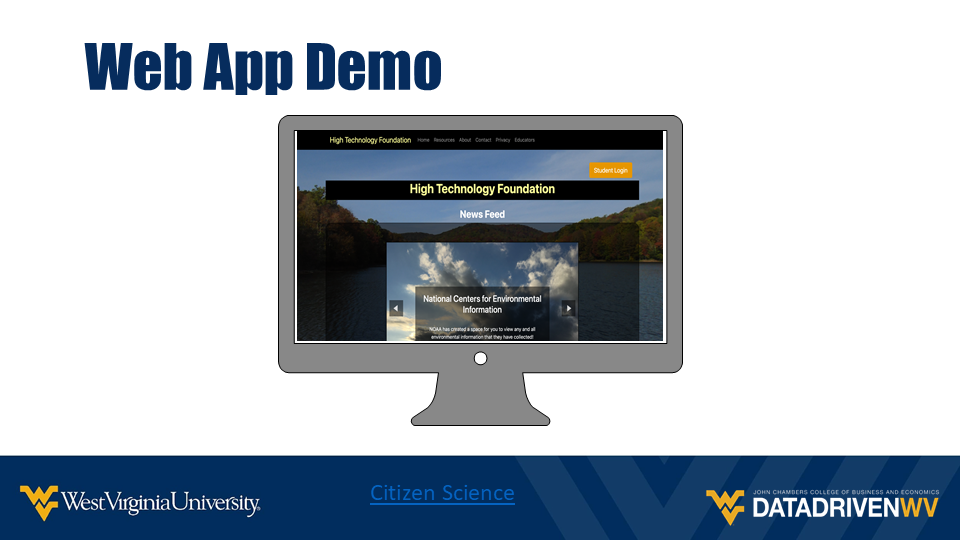 Web App Demo
High Technology Foundation Home Resources About Contact Privacy Educators
Student Login
High Technology Foundation
News Feed
National Centers for Environmental
Information
NOAA has created a space for you to view any and all
environmental information that they have collected!
West Virginia University.
Citizen Science
JOHN CHAMBERS COLLEGE OF BUSINESS AND ECONOMICS
DATADRIVENWV